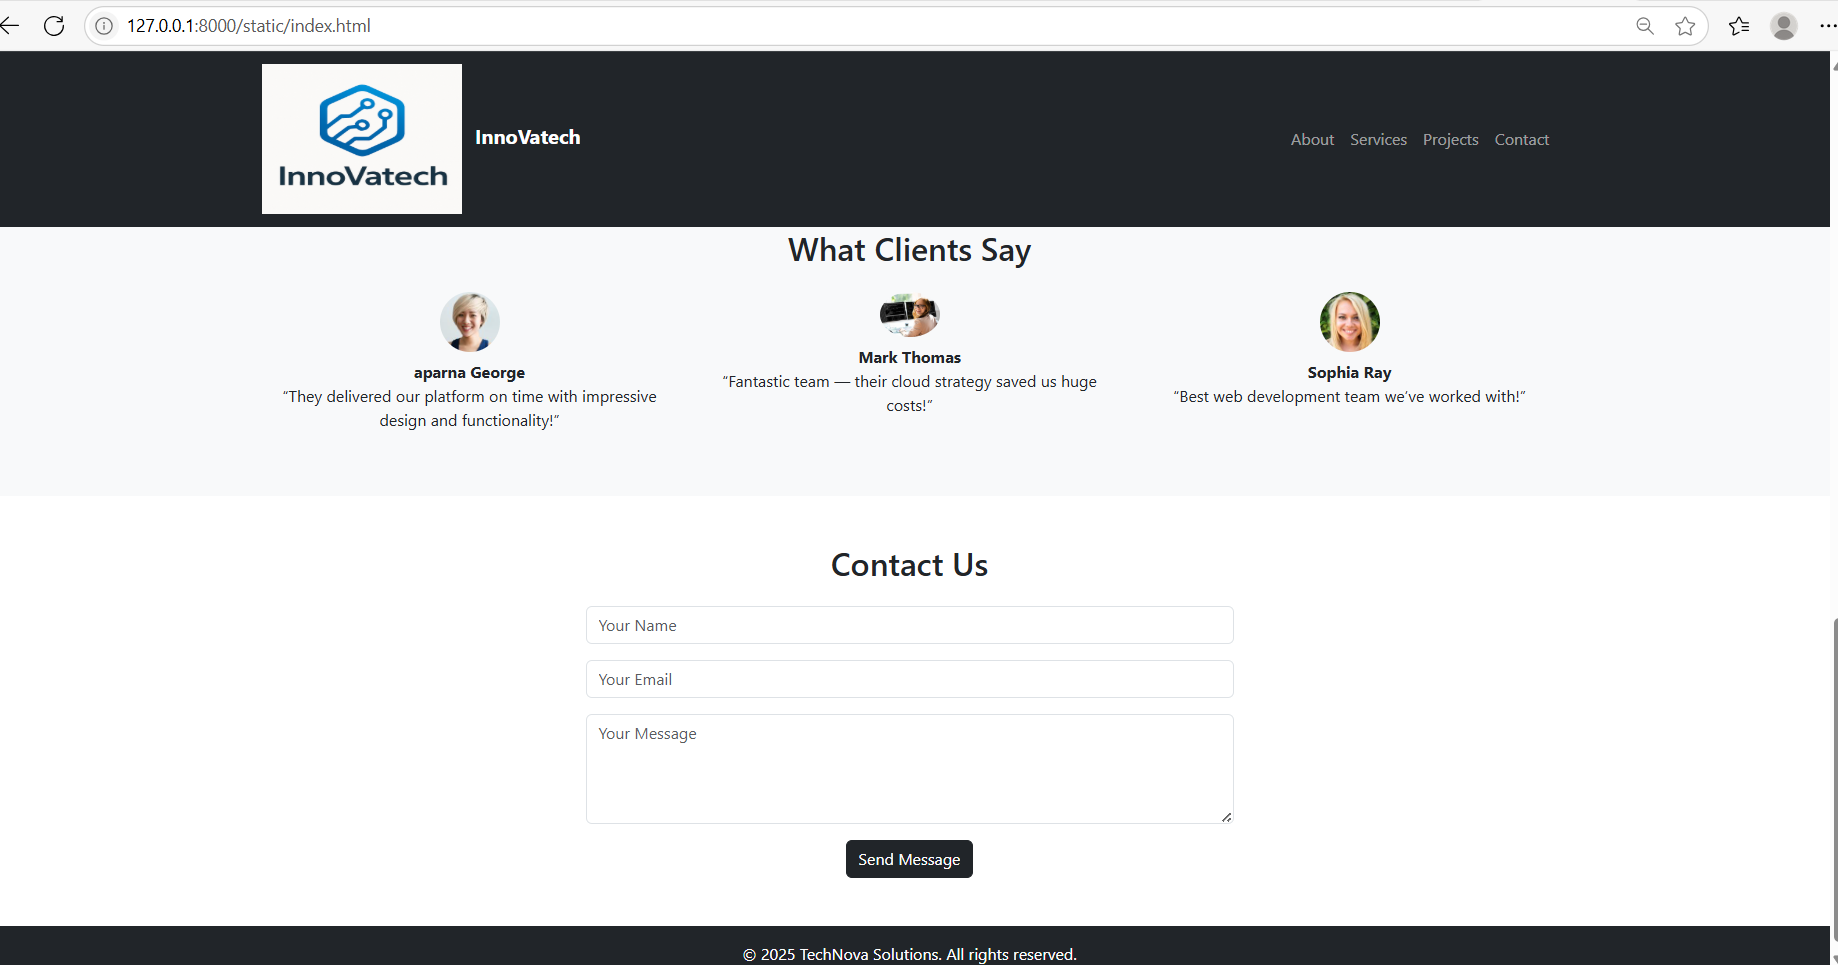 127.0.0.1:8000/static/index.html
InnoVatech
InnoVatech
About Services Projects Contact
What Clients Say
aparna George
“They delivered our platform on time with impressive
design and functionality!”
Mark Thomas
“Fantastic team — their cloud strategy saved us huge
costs!”
Sophia Ray
“Best web development team we’ve worked with!”
Contact Us
Your Name
Your Email
Your Message
Send Message
© 2025 TechNova Solutions. All rights reserved.